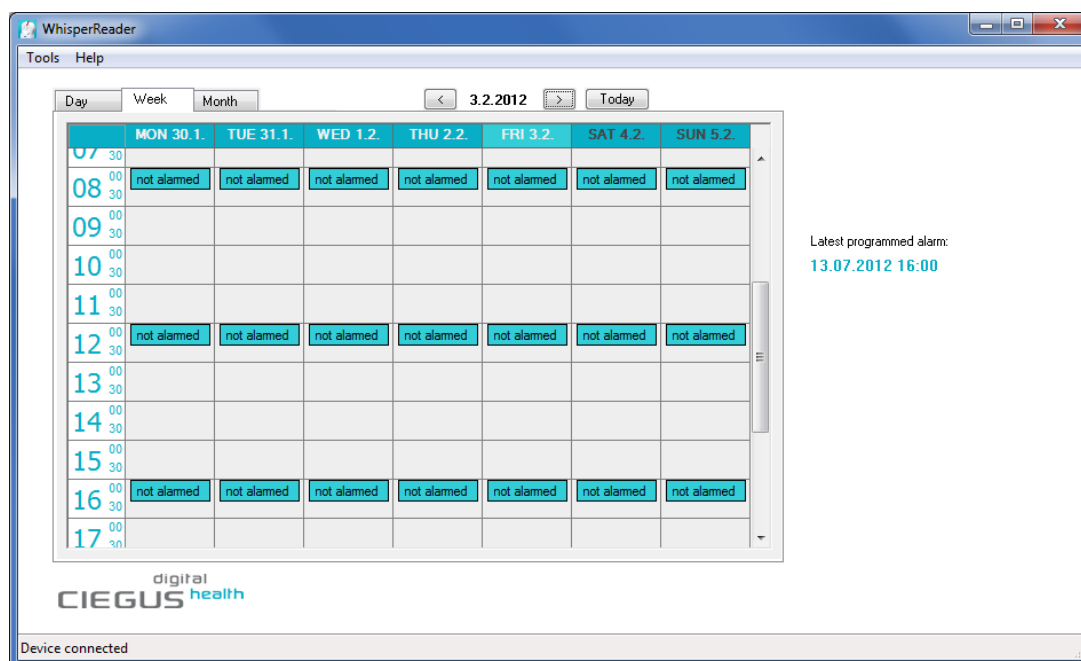 WhisperReader
Tools Help
Day Week Month < 3.2.2012 > Today
MON 30.1. TUE 31.1. WED 1.2. THU 2.2. FRI 3.2. SAT 4.2. SUN 5.2.
07 30
08 00 30 not alarmed not alarmed not alarmed not alarmed not alarmed not alarmed not alarmed
09 00 30
10 00 30
11 00 30
12 00 30 not alarmed not alarmed not alarmed not alarmed not alarmed not alarmed not alarmed
13 00 30
14 00 30
15 00 30
16 00 30 not alarmed not alarmed not alarmed not alarmed not alarmed not alarmed not alarmed
17 00 30
Latest programmed alarm:
13.07.2012 16:00
digital
CIEGUS health
Device connected